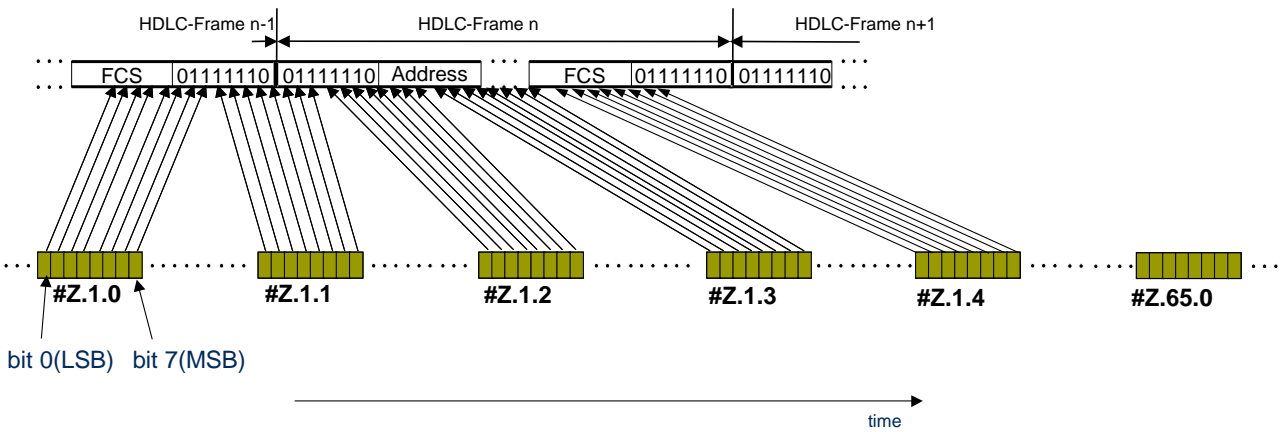 HDLC-Frame n-1 HDLC-Frame n HDLC-Frame n+1
. . . FCS 01111110 01111110 Address . . . FCS 01111110 01111110 . . .
#Z.1.0 #Z.1.1 #Z.1.2 #Z.1.3 #Z.1.4 #Z.65.0
bit 0(LSB) bit 7(MSB)
time